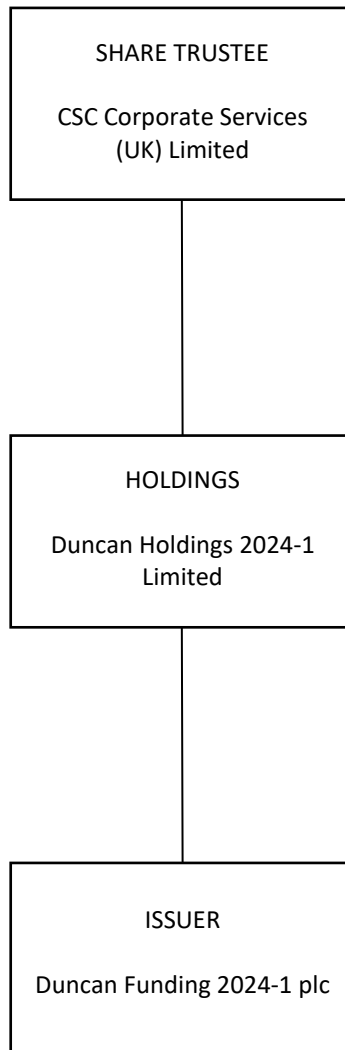 SHARE TRUSTEE
CSC Corporate Services
(UK) Limited
HOLDINGS
Duncan Holdings 2024-1
Limited
ISSUER
Duncan Funding 2024-1 plc